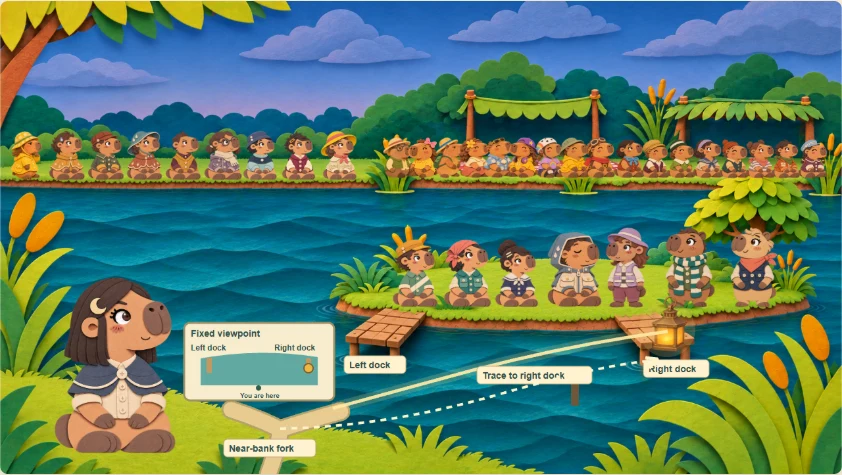 Fixed viewpoint
Left dock
Right dock
You are here
Left dock
Trace to right dock
Right dock
Near-bank fork